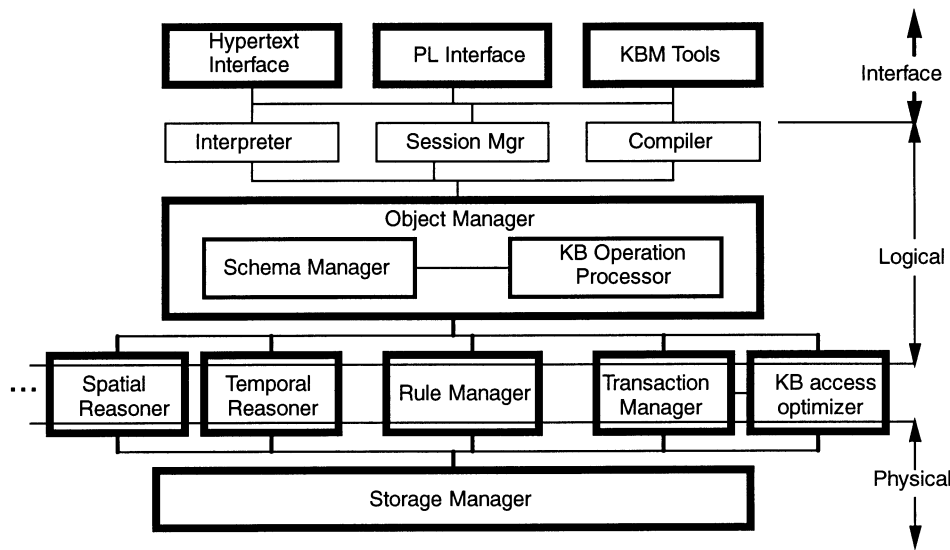 Hypertext
Interface
PL Interface
KBM Tools
Interface
Interpreter
Session Mgr
Compiler
Object Manager
Schema Manager
KB Operation
Processor
Logical
...
Spatial
Reasoner
Temporal
Reasoner
Rule Manager
Transaction
Manager
KB access
optimizer
Physical
Storage Manager